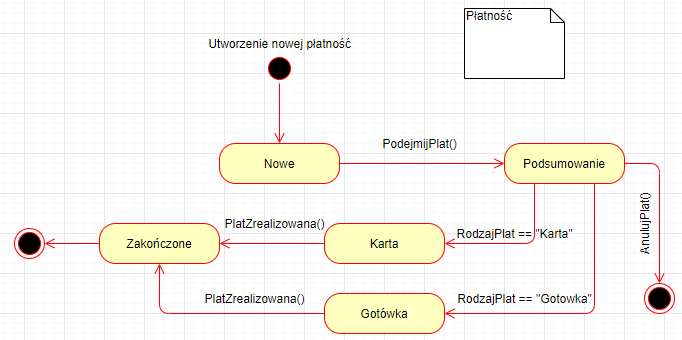 Płatność
Utworzenie nowej płatność
PodejmijPlat()
Nowe
Podsumowanie
AnulujPlat()
PlatZrealizowana()
RodzajPlat == "Karta"
Zakończone
Karta
PlatZrealizowana()
RodzajPlat == "Gotowka"
Gotówka